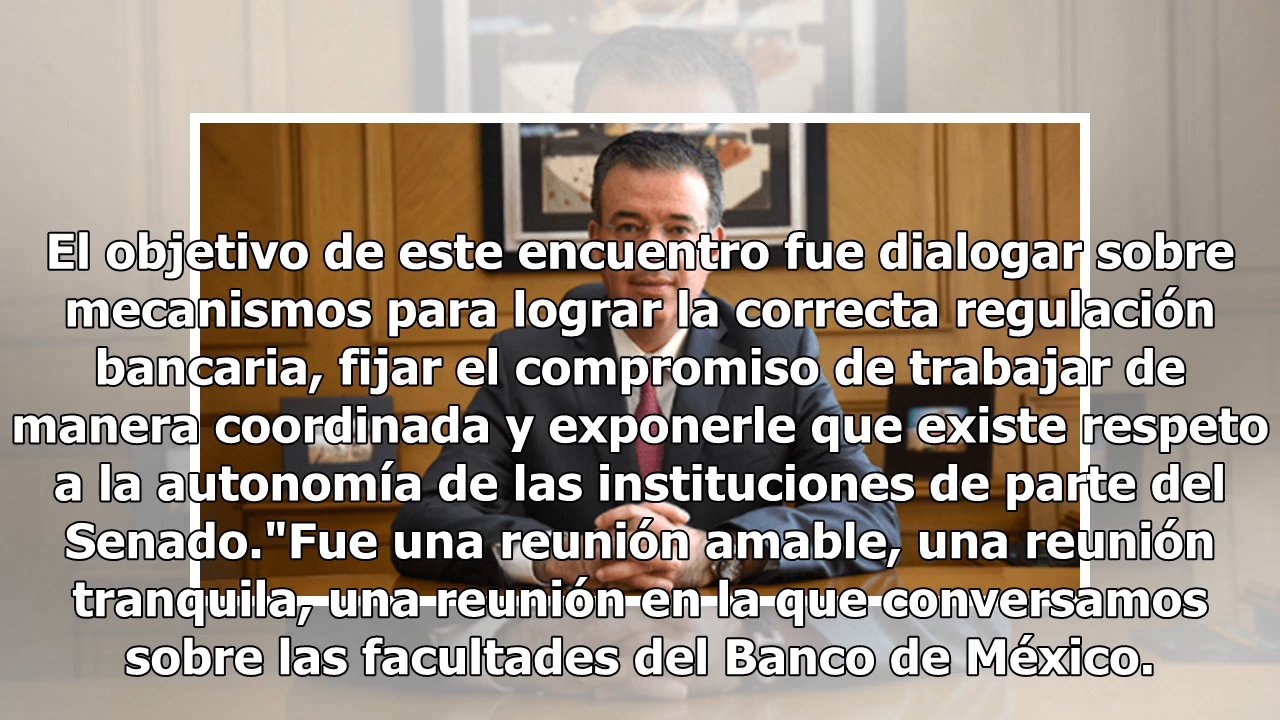 El objetivo de este encuentro fue dialogar sobre
mecanismos para lograr la correcta regulación
bancaria, fijar el compromiso de trabajar de
manera coordinada y exponerle que existe respeto
a la autonomía de las instituciones de parte del
Senado."Fue una reunión amable, una reunión
tranquila, una reunión en la que conversamos
sobre las facultades del Banco de México.